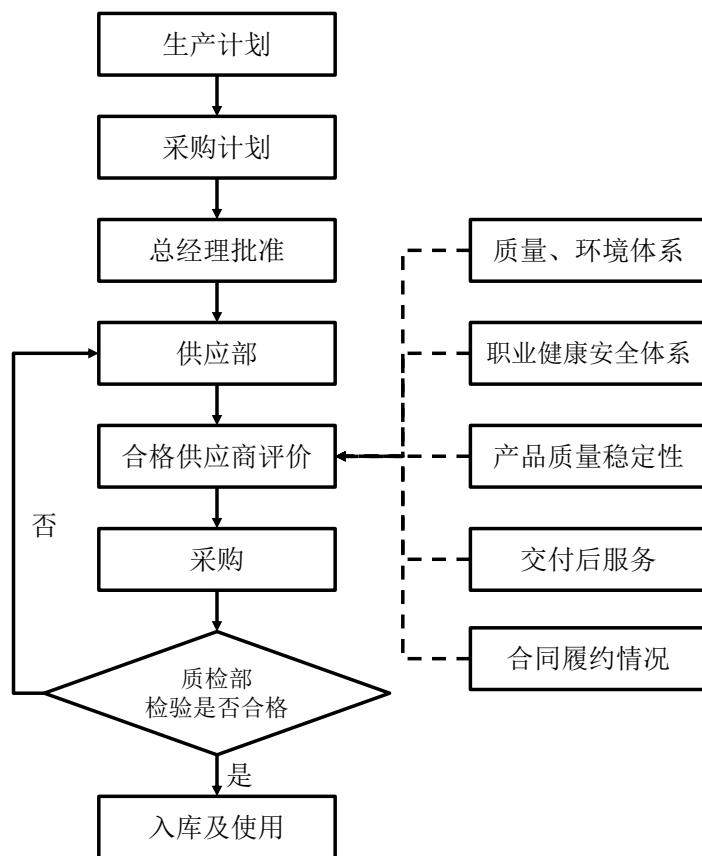 生产计划
采购计划
总经理批准
供应部
合格供应商评价
采购
质检部
检验是否合格
否
是
入库及使用
质量、环境体系
职业健康安全体系
产品质量稳定性
交付后服务
合同履约情况